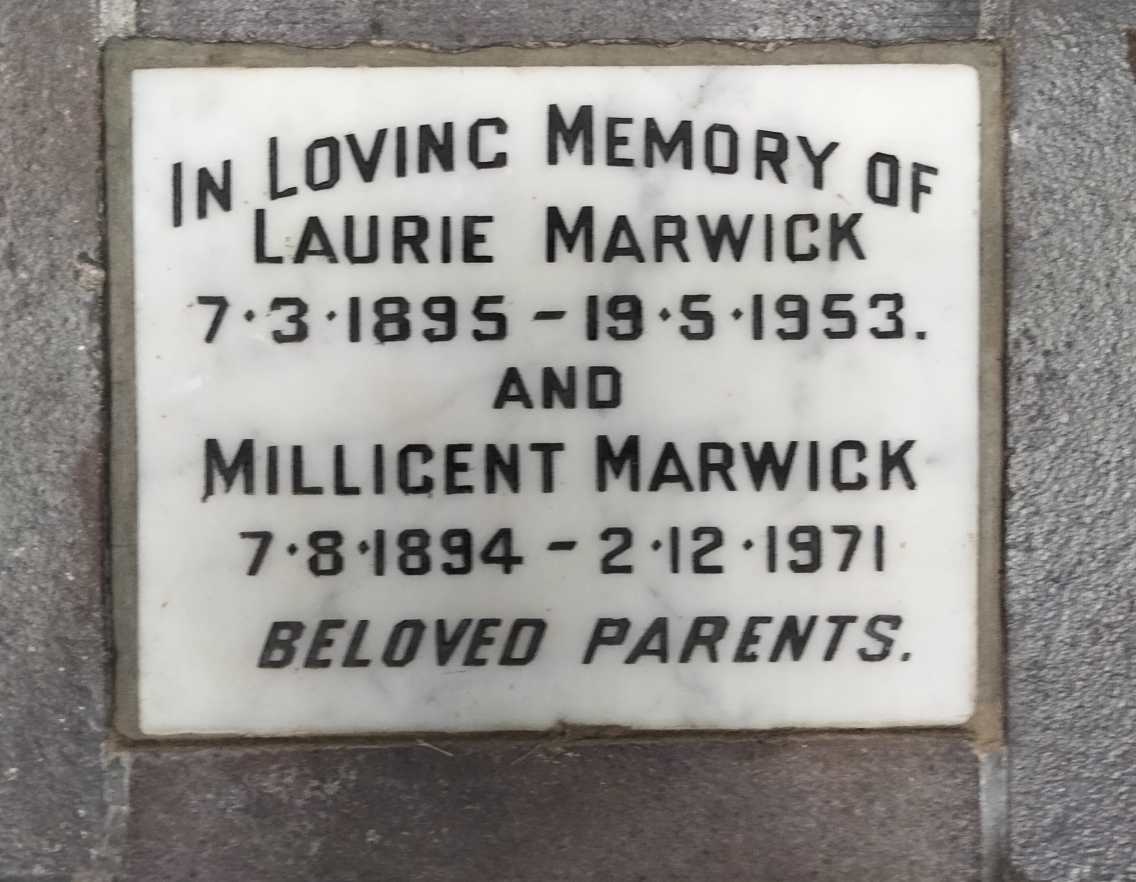 IN LOVING MEMORY OF
LAURIE MARWICK
7·3·1895 - 19·5·1953.
AND
MILLICENT MARWICK
7·8·1894 - 2·12·1971
BELOVED PARENTS.